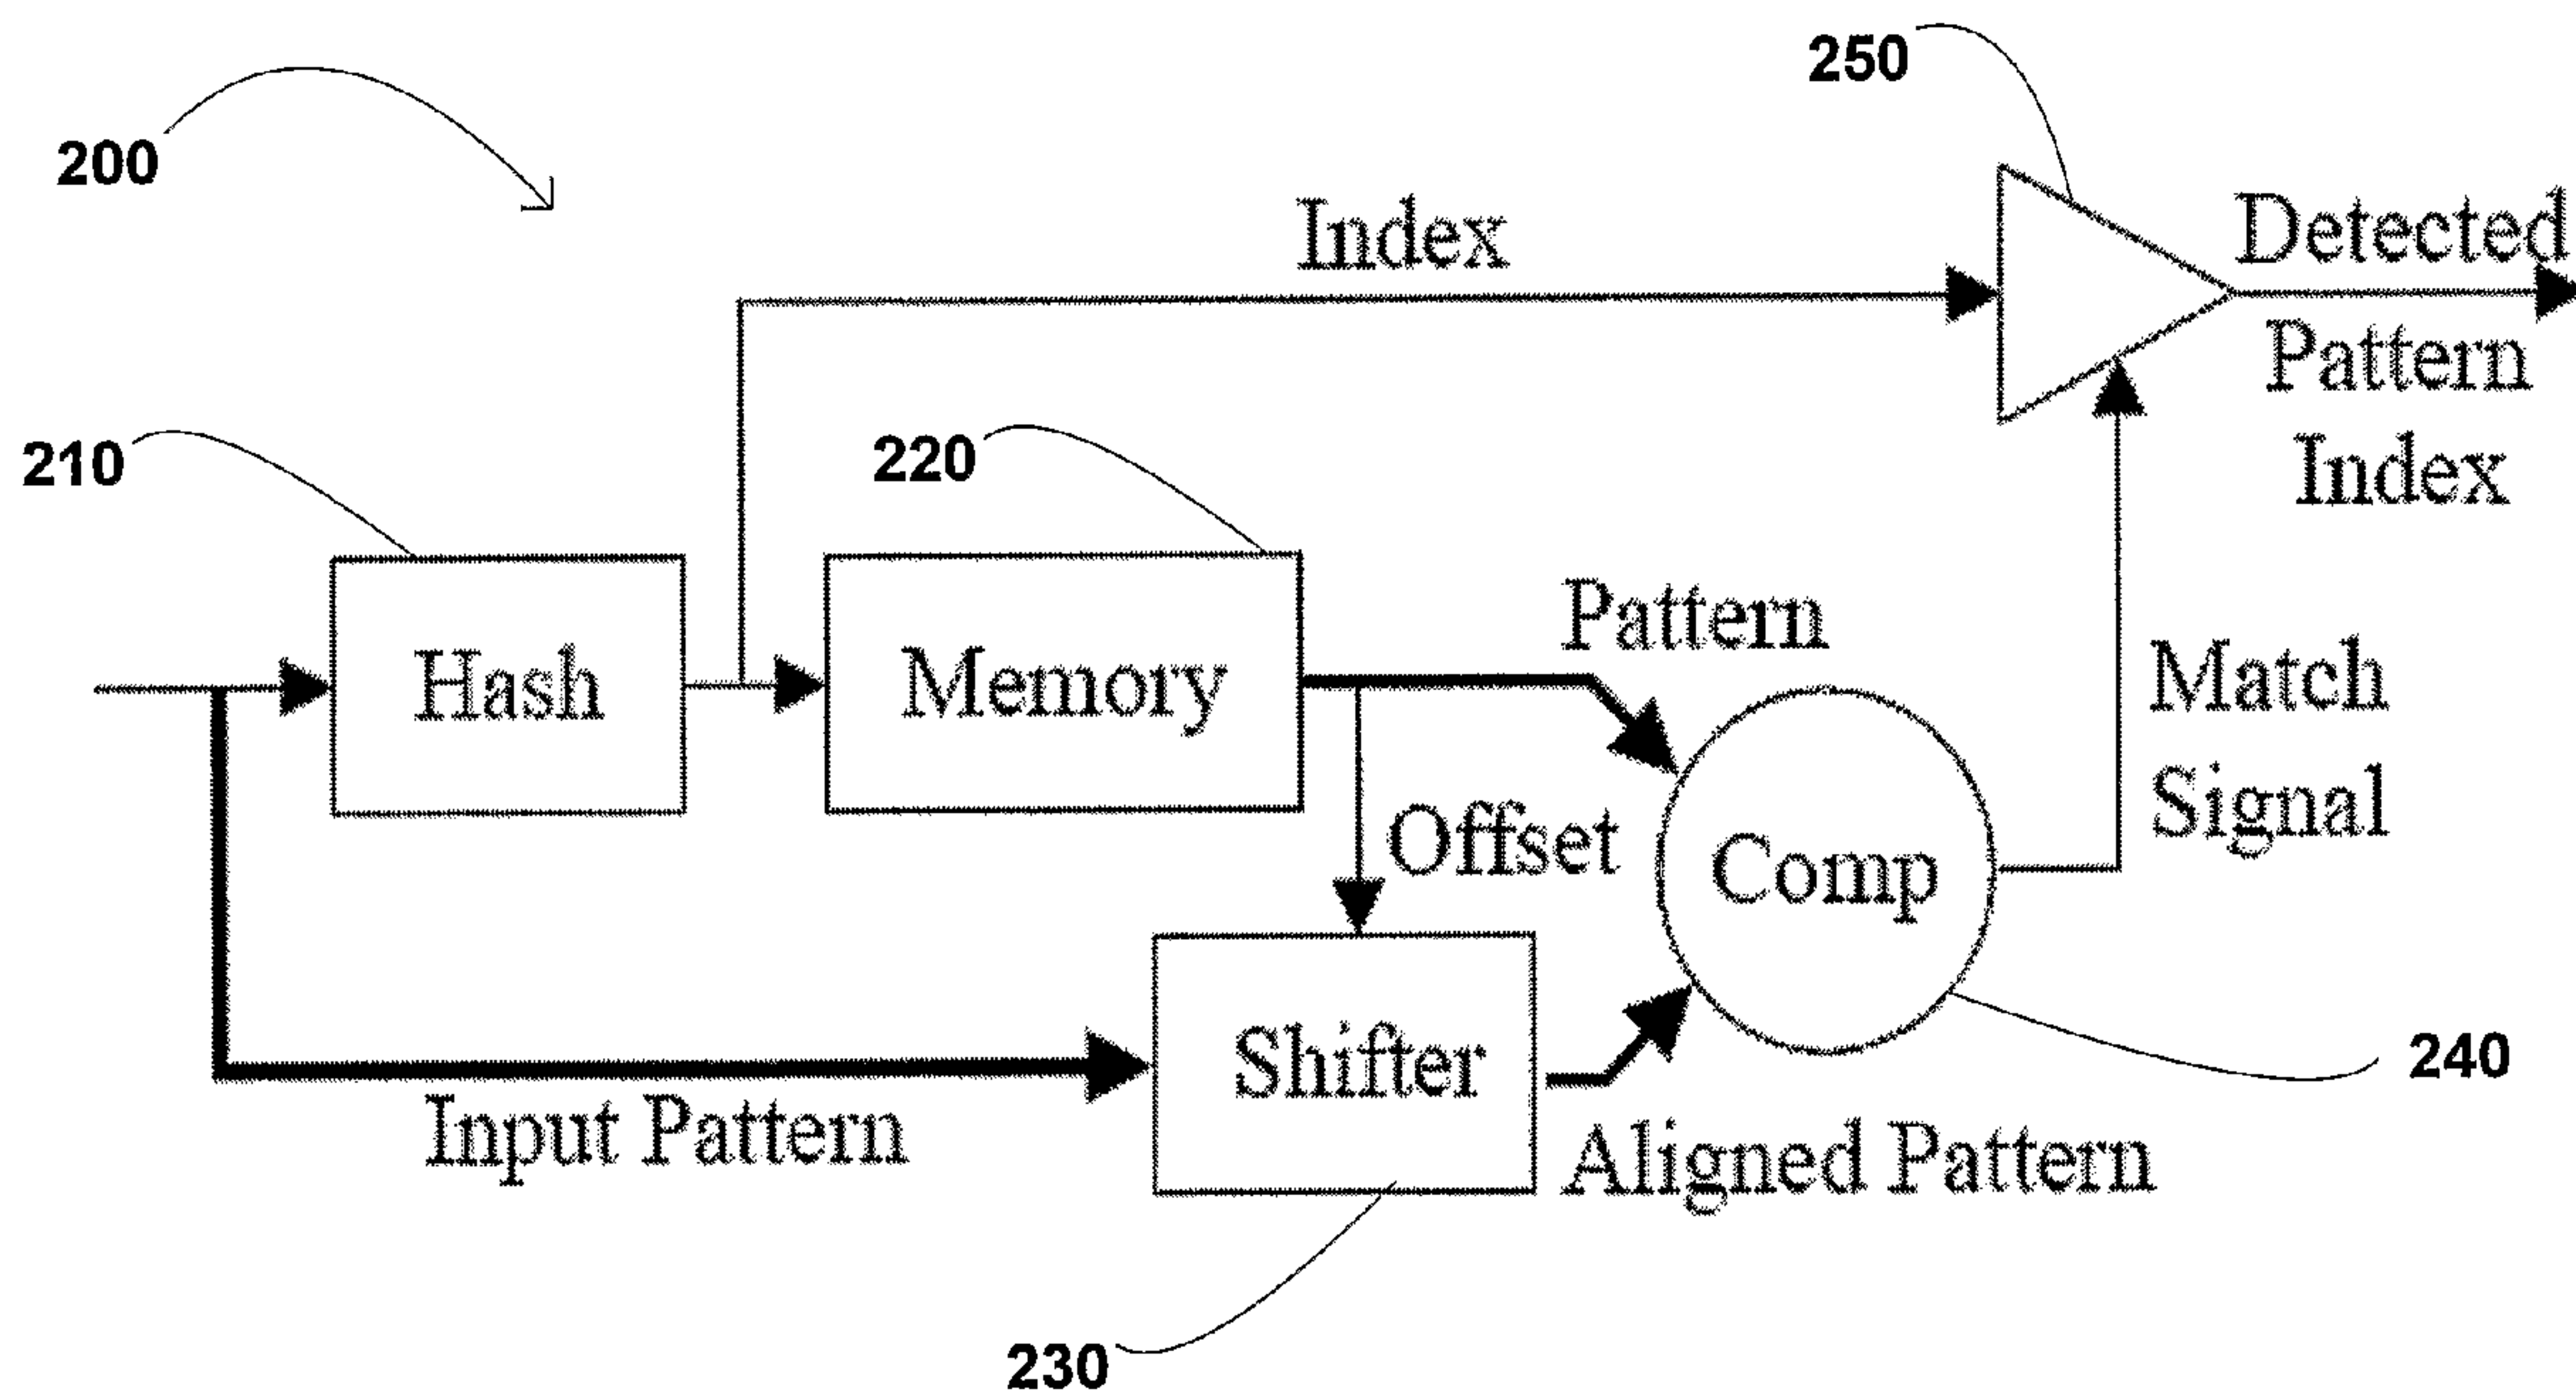 250
200
Index
Detected
Pattern
Index
210
220
Pattern
Hash
Memory
Match
Signal
Offset
Comp
Shifter
240
Input Pattern
Aligned Pattern
230